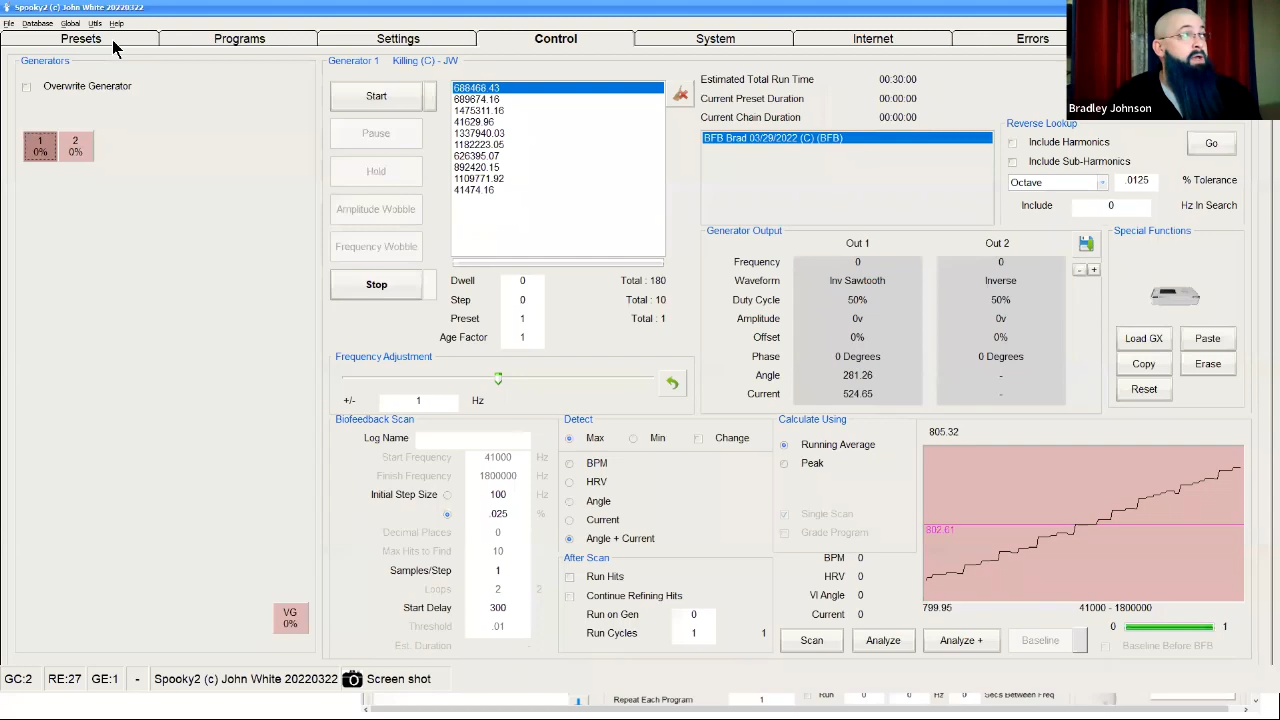 Spooky2 (c) John White 20220322
File Database Global Utils Help
Presets Programs Settings Control System Internet Errors
Generators
Overwrite Generator
1
0%
2
0%
VG
0%
Generator 1 Killing (C) - JW
Start
Pause
Hold
Amplitude Wobble
Frequency Wobble
Stop
688468.43
689674.16
1475311.16
41629.96
1337940.03
1182223.05
626395.07
892420.15
1109771.92
41474.16
Dwell 0 Total : 180
Step 0 Total : 10
Preset 1 Total : 1
Age Factor 1
Frequency Adjustment
+/- 1 Hz
Estimated Total Run Time 00:30:00
Current Preset Duration 00:00:00
Current Chain Duration 00:00:00
BFB Brad 03/29/2022 (C) (BFB)
Bradley Johnson
Reverse Lookup
Include Harmonics Go
Include Sub-Harmonics
Octave .0125 % Tolerance
Include 0 Hz In Search
Generator Output
Out 1 Out 2
Frequency 0 0
Waveform Inv Sawtooth Inverse
Duty Cycle 50% 50%
Amplitude 0v 0v
Offset 0% 0%
Phase 0 Degrees 0 Degrees
Angle 281.26 -
Current 524.65 -
- +
Special Functions
Load GX Paste
Copy Erase
Reset
Biofeedback Scan
Log Name
Start Frequency 41000 Hz
Finish Frequency 1800000 Hz
Initial Step Size 100 Hz
.025 %
Decimal Places 0
Max Hits to Find 10
Samples/Step 1
Loops 2 2
Start Delay 300
Threshold .01
Est. Duration -
Detect
Max Min Change
BPM
HRV
Angle
Current
Angle + Current
After Scan
Run Hits
Continue Refining Hits
Run on Gen 0
Run Cycles 1 1
Calculate Using
Running Average
Peak
Single Scan
Grade Program
BPM 0
HRV 0
VI Angle 0
Current 0
805.32
802.61
799.95 41000 - 1800000
0 1
Scan Analyze Analyze + Baseline Baseline Before BFB
GC:2 RE:27 GE:1 - Spooky2 (c) John White 20220322 Screen shot
Repeat Each Program 1 Run 0 0 Hz 0 Secs Between Freq